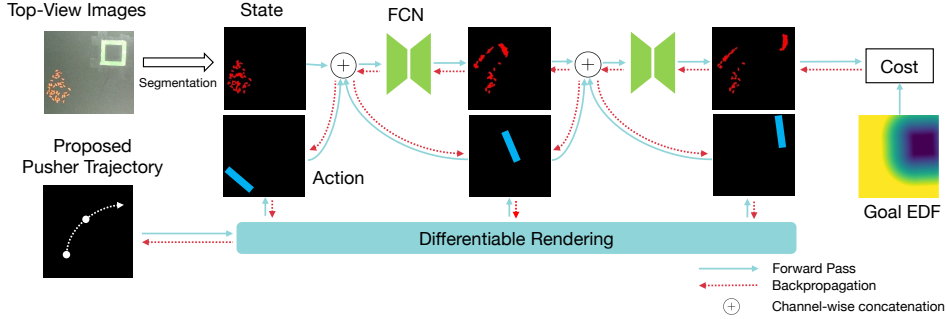 Top-View Images
State
FCN
Segmentation
Cost
Proposed
Pusher Trajectory
Action
Goal EDF
Differentiable Rendering
Forward Pass
Backpropagation
Channel-wise concatenation